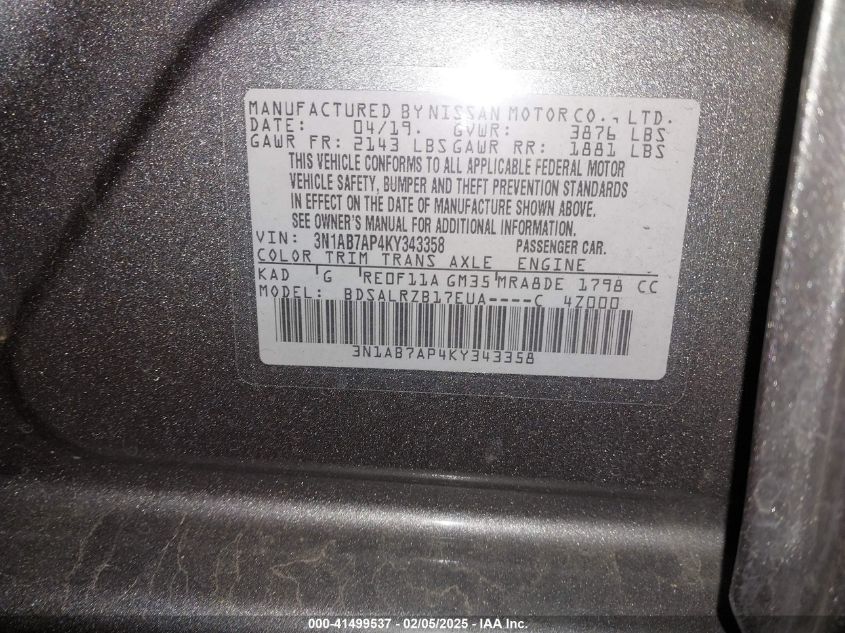 MANUFACTURED BY NISSAN MOTOR CO., LTD.
DATE: 04/19. GVWR: 3876 LBS
GAWR FR: 2143 LBS GAWR RR: 1881 LBS
THIS VEHICLE CONFORMS TO ALL APPLICABLE FEDERAL MOTOR
VEHICLE SAFETY, BUMPER AND THEFT PREVENTION STANDARDS
IN EFFECT ON THE DATE OF MANUFACTURE SHOWN ABOVE.
SEE OWNER'S MANUAL FOR ADDITIONAL INFORMATION.
VIN: 3N1AB7AP4KY343358 PASSENGER CAR.
COLOR TRIM TRANS AXLE ENGINE
KAD G RE0F11A GM35 MRA8DE 1798 CC
MODEL: BDSALRZB17EUA----C 4Z000
3N1AB7AP4KY343358
000-41499537 - 02/05/2025 - IAA Inc.